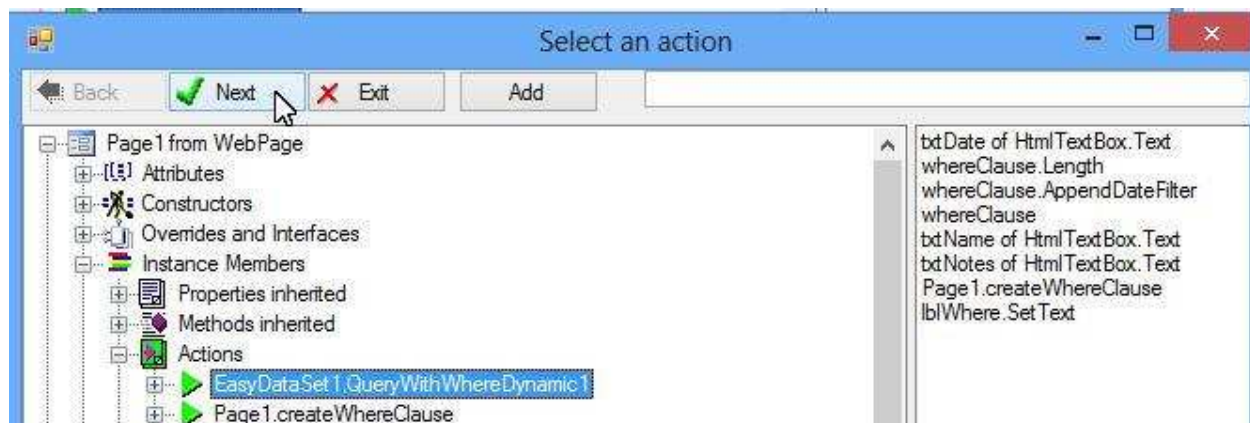 Select an action
Back Next Exit Add
Page1 from WebPage
Attributes
Constructors
Overrides and Interfaces
Instance Members
Properties inherited
Methods inherited
Actions
EasyDataSet1.QueryWithWhereDynamic1
Page1.createWhereClause
txtDate of HtmlTextBox.Text
whereClause.Length
whereClause.AppendDateFilter
whereClause
txtName of HtmlTextBox.Text
txtNotes of HtmlTextBox.Text
Page1.createWhereClause
lblWhere.SetText